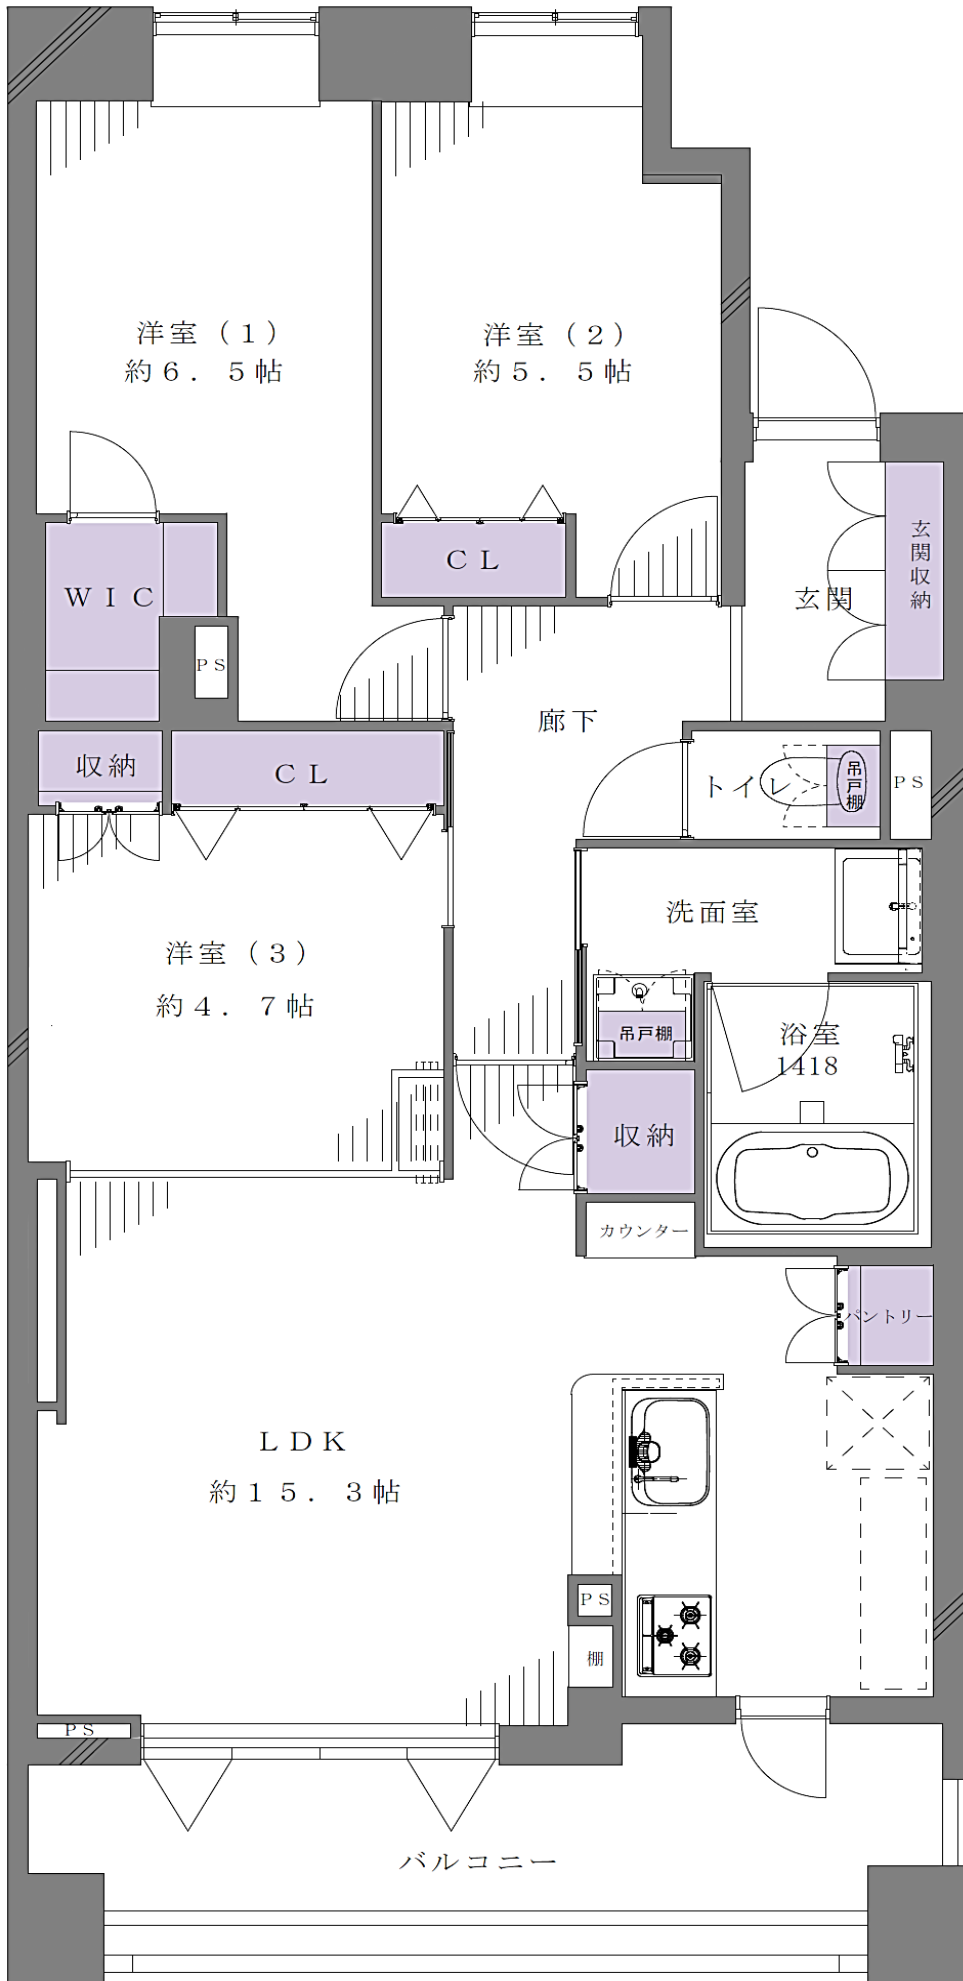 洋室（１）
約６．５帖
洋室（２）
約５．５帖
ＣＬ
ＷＩＣ
ＰＳ
玄関
玄関収納
廊下
収納
ＣＬ
トイレ
吊戸棚
ＰＳ
洗面室
洋室（３）
約４．７帖
吊戸棚
浴室
1418
収納
カウンター
パントリー
ＬＤＫ
約１５．３帖
ＰＳ
棚
ＰＳ
バルコニー